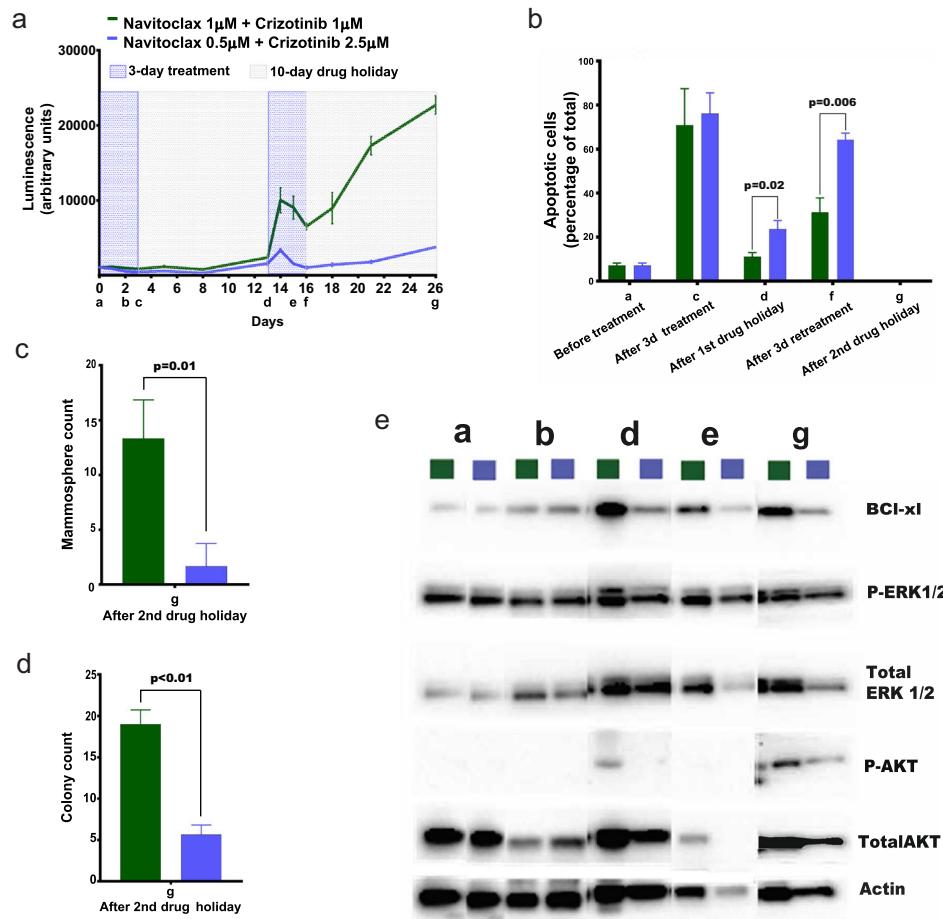 a
Navitoclax 1µM + Crizotinib 1µM
Navitoclax 0.5µM + Crizotinib 2.5µM
3-day treatment
10-day drug holiday
Luminescence
(arbitrary units)
30000
20000
10000
0
0 2 4 6 8 10 12 14 16 18 20 22 24 26
a b c d e f g
Days
b
Apoptotic cells
(percentage of total)
100
80
60
40
20
0
p=0.02
p=0.006
a c d f g
Before treatment
After 3d treatment
After 1st drug holiday
After 3d retreatment
After 2nd drug holiday
c
Mammosphere count
20
15
10
5
0
p=0.01
g
After 2nd drug holiday
d
Colony count
25
20
15
10
5
0
p<0.01
g
After 2nd drug holiday
e
a b d e g
BCl-xl
P-ERK1/2
Total
ERK 1/2
P-AKT
TotalAKT
Actin